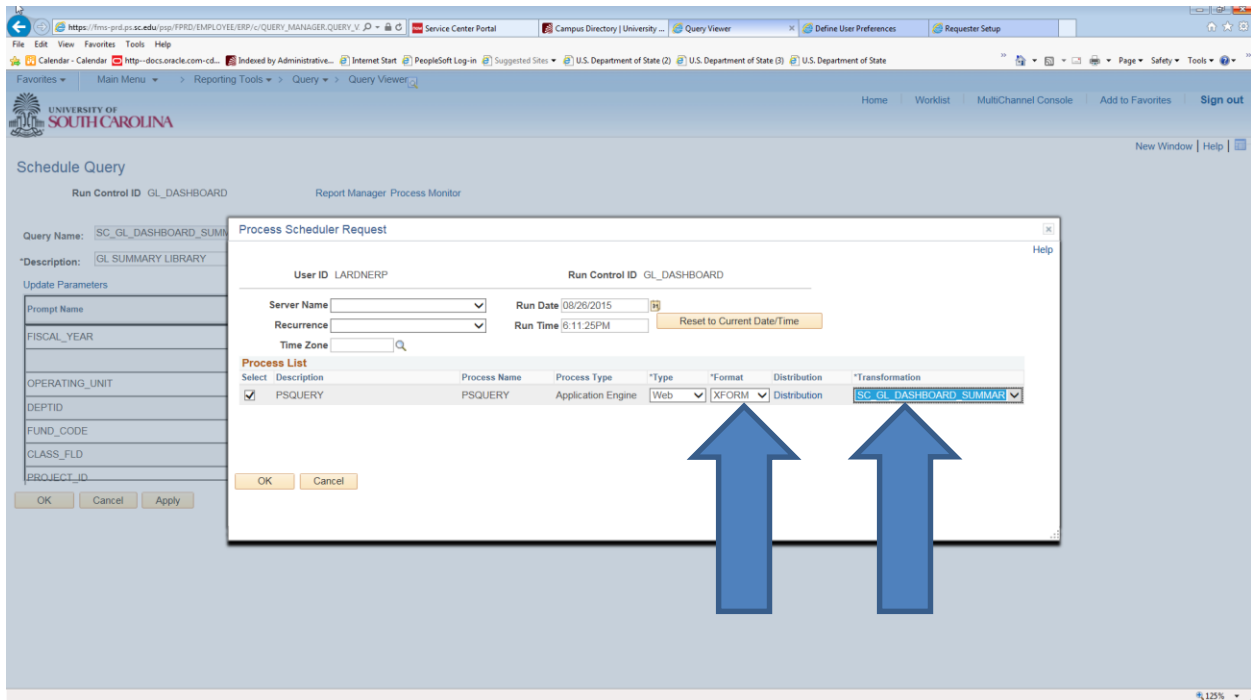 https://fms-prd.ps.sc.edu/psp/FPRD/EMPLOYEE/ERP/c/QUERY_MANAGER.QUERY_V
Service Center Portal
Campus Directory | University ...
Query Viewer
Define User Preferences
Requester Setup
File Edit View Favorites Tools Help
Calendar - Calendar http--docs.oracle.com-cd... Indexed by Administrative... Internet Start PeopleSoft Log-in Suggested Sites U.S. Department of State (2) U.S. Department of State (3) U.S. Department of State
Page Safety Tools
Favorites Main Menu > Reporting Tools > Query > Query Viewer
UNIVERSITY OF
SOUTH CAROLINA
Home Worklist MultiChannel Console Add to Favorites Sign out
New Window | Help |
Schedule Query
Run Control ID GL_DASHBOARD Report Manager Process Monitor
Query Name: SC_GL_DASHBOARD_SUMM
*Description: GL SUMMARY LIBRARY
Update Parameters
Prompt Name
FISCAL_YEAR
OPERATING_UNIT
DEPTID
FUND_CODE
CLASS_FLD
PROJECT_ID
OK Cancel Apply
Process Scheduler Request
Help
User ID LARDNERP Run Control ID GL_DASHBOARD
Server Name Run Date 08/26/2015
Recurrence Run Time 6:11:25PM Reset to Current Date/Time
Time Zone
Process List
Select Description Process Name Process Type *Type *Format Distribution *Transformation
PSQUERY PSQUERY Application Engine Web XFORM Distribution SC_GL_DASHBOARD_SUMMAR
OK Cancel
125%